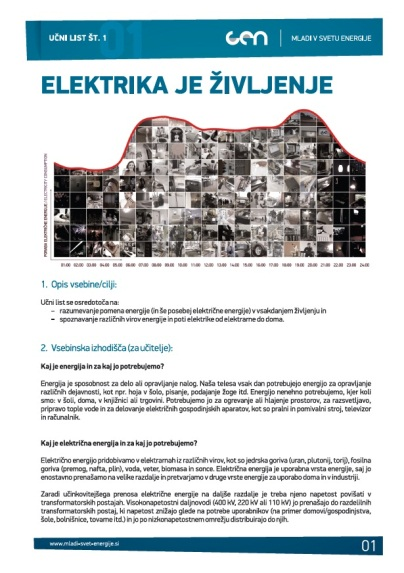 UČNI LIST ŠT. 1
01
gen
MLADI V SVETU ENERGIJE
ELEKTRIKA JE ŽIVLJENJE
PORABA ELEKTRIČNE ENERGIJE / ELECTRICITY CONSUMPTION
01:00 02:00 03:00 04:00 05:00 06:00 07:00 08:00 09:00 10:00 11:00 12:00 13:00 14:00 15:00 16:00 17:00 18:00 19:00 20:00 21:00 22:00 23:00 24:00
1. Opis vsebine/cilji:
Učni list se osredotoča na:
– razumevanje pomena energije (in še posebej električne energije) v vsakdanjem življenju in
– spoznavanje različnih virov energije in poti elektrike od elektrarne do doma.
2. Vsebinska izhodišča (za učitelje):
Kaj je energija in za kaj jo potrebujemo?
Energija je sposobnost za delo ali opravljanje nalog. Naša telesa vsak dan potrebujejo energijo za opravljanje
različnih dejavnosti, kot npr. hoja v šolo, pisanje, podajanje žoge itd. Energijo nenehno potrebujemo, kjer koli
smo: v šoli, doma, v knjižnici ali trgovini. Potrebujemo jo za ogrevanje ali hlajenje prostorov, za razsvetljavo,
pripravo tople vode in za delovanje električnih gospodinjskih aparatov, kot so pralni in pomivalni stroj, televizor
in računalnik.
Kaj je električna energija in za kaj jo potrebujemo?
Električno energijo pridobivamo v elektrarnah iz različnih virov, kot so jedrska goriva (uran, plutonij, torij), fosilna
goriva (premog, nafta, plin), voda, veter, biomasa in sonce. Električna energija je uporabna vrsta energije, saj jo
enostavno prenašamo na velike razdalje in pretvarjamo v druge vrste energije za uporabo doma in v industriji.
Zaradi učinkovitejšega prenosa električne energije na daljše razdalje je treba njeno napetost povišati v
transformatorskih postajah. Visokonapetostni daljnovodi (400 kV, 220 kV ali 110 kV) jo prenašajo do razdelilnih
transformatorskih postaj, ki napetost znižajo glede na potrebe uporabnikov (na primer domovi/gospodinjstva,
šole, bolnišnice, tovarne itd.) in jo po nizkonapetostnem omrežju distribuirajo do njih.
www.mladi-svet-energije.si
01